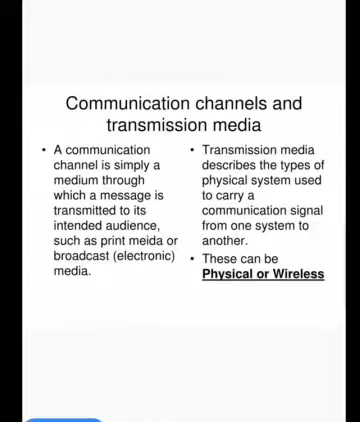 Communication channels and
transmission media
• A communication
channel is simply a
medium through
which a message is
transmitted to its
intended audience,
such as print meida or
broadcast (electronic)
media.
• Transmission media
describes the types of
physical system used
to carry a
communication signal
from one system to
another.
• These can be
Physical or Wireless